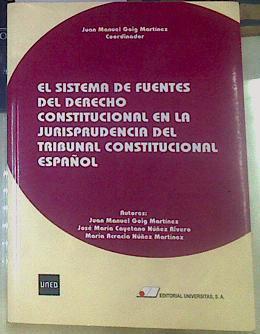 Juan Manuel Goig Martínez
Coordinador
EL SISTEMA DE FUENTES
DEL DERECHO
CONSTITUCIONAL EN LA
JURISPRUDENCIA DEL
TRIBUNAL CONSTITUCIONAL
ESPAÑOL
Autores:
Juan Manuel Goig Martínez
José María Cayetano Núñez Rivero
María Acracia Núñez Martínez
UNED
EDITORIAL UNIVERSITAS, S. A.